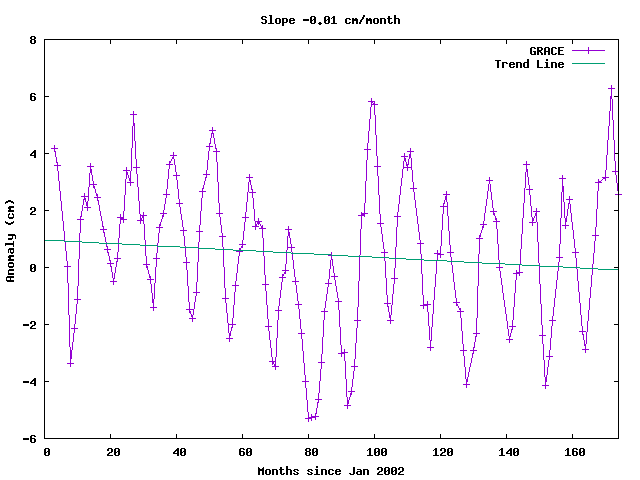 Slope -0.01 cm/month
GRACE
Trend Line
8
6
4
2
0
-2
-4
-6
Anomaly (cm)
0 20 40 60 80 100 120 140 160
Months since Jan 2002